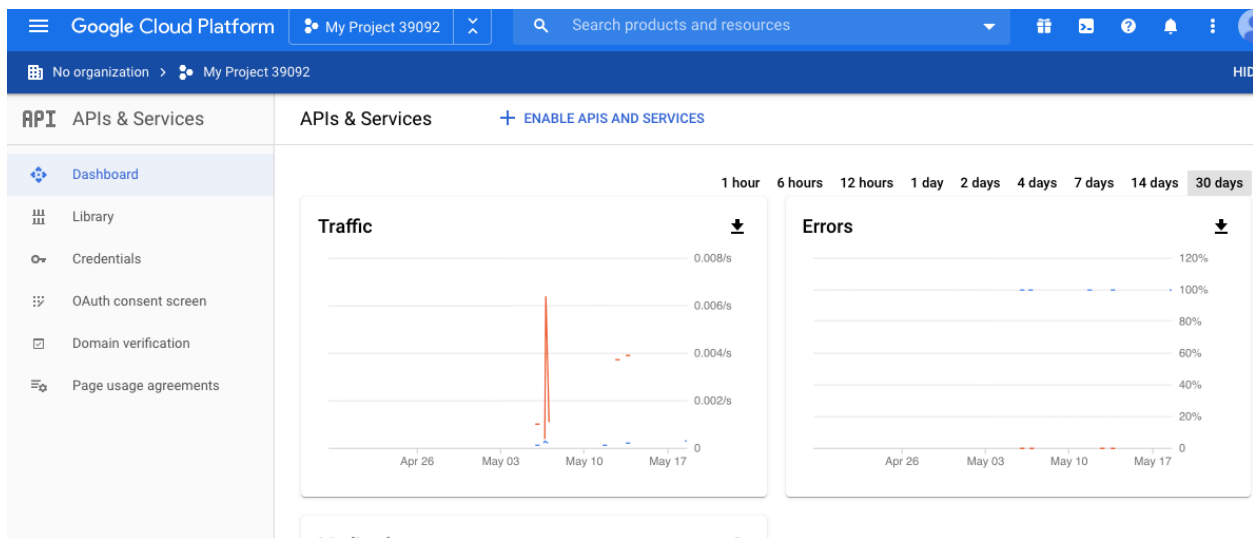 Google Cloud Platform My Project 39092 Search products and resources
No organization > My Project 39092 HID
API APIs & Services
APIs & Services + ENABLE APIS AND SERVICES
Dashboard
Library
Credentials
OAuth consent screen
Domain verification
Page usage agreements
1 hour 6 hours 12 hours 1 day 2 days 4 days 7 days 14 days 30 days
Traffic
0.008/s
0.006/s
0.004/s
0.002/s
0
Apr 26 May 03 May 10 May 17
Errors
120%
100%
80%
60%
40%
20%
0
Apr 26 May 03 May 10 May 17